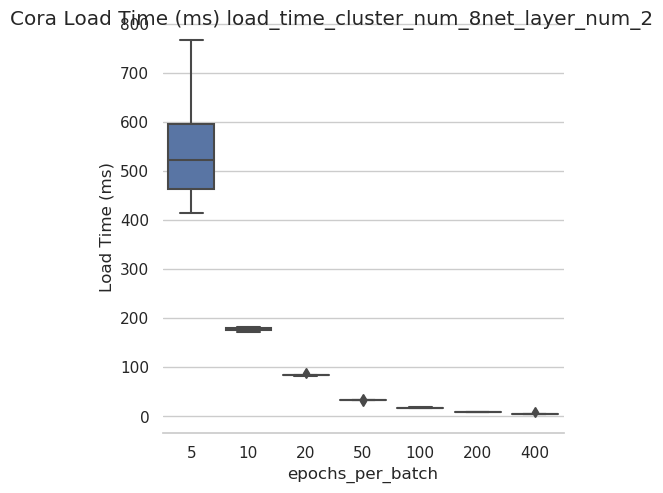 Cora Load Time (ms) load_time_cluster_num_8net_layer_num_2
800
700
600
500
400
300
200
100
0
Load Time (ms)
5 10 20 50 100 200 400
epochs_per_batch